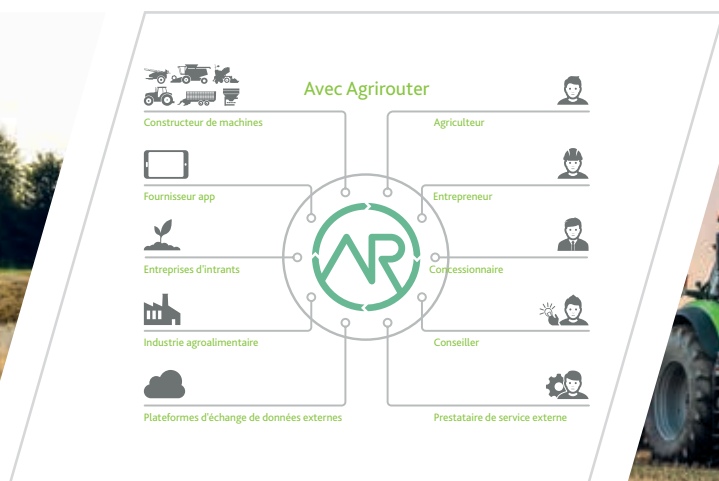 Avec Agrirouter
Constructeur de machines
Agriculteur
Fournisseur app
Entrepreneur
AR
Entreprises d'intrants
Concessionnaire
Industrie agroalimentaire
Conseiller
Plateformes d'échange de données externes
Prestataire de service externe